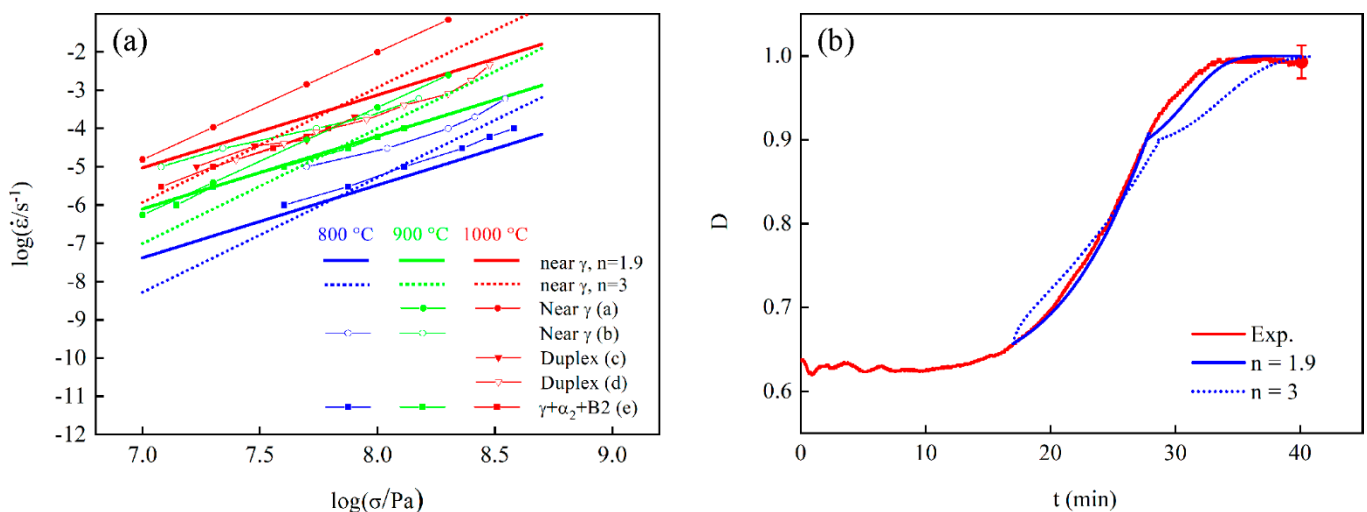 (a)
-2
-3
-4
-5
-6
-7
-8
-9
-10
-11
-12
log(ε̇/s⁻¹)
800 °C 900 °C 1000 °C
near γ, n=1.9
near γ, n=3
Near γ (a)
Near γ (b)
Duplex (c)
Duplex (d)
γ+α₂+B2 (e)
7.0 7.5 8.0 8.5 9.0
log(σ/Pa)
(b)
1.0
0.9
0.8
0.7
0.6
D
Exp.
n = 1.9
n = 3
0 10 20 30 40
t (min)